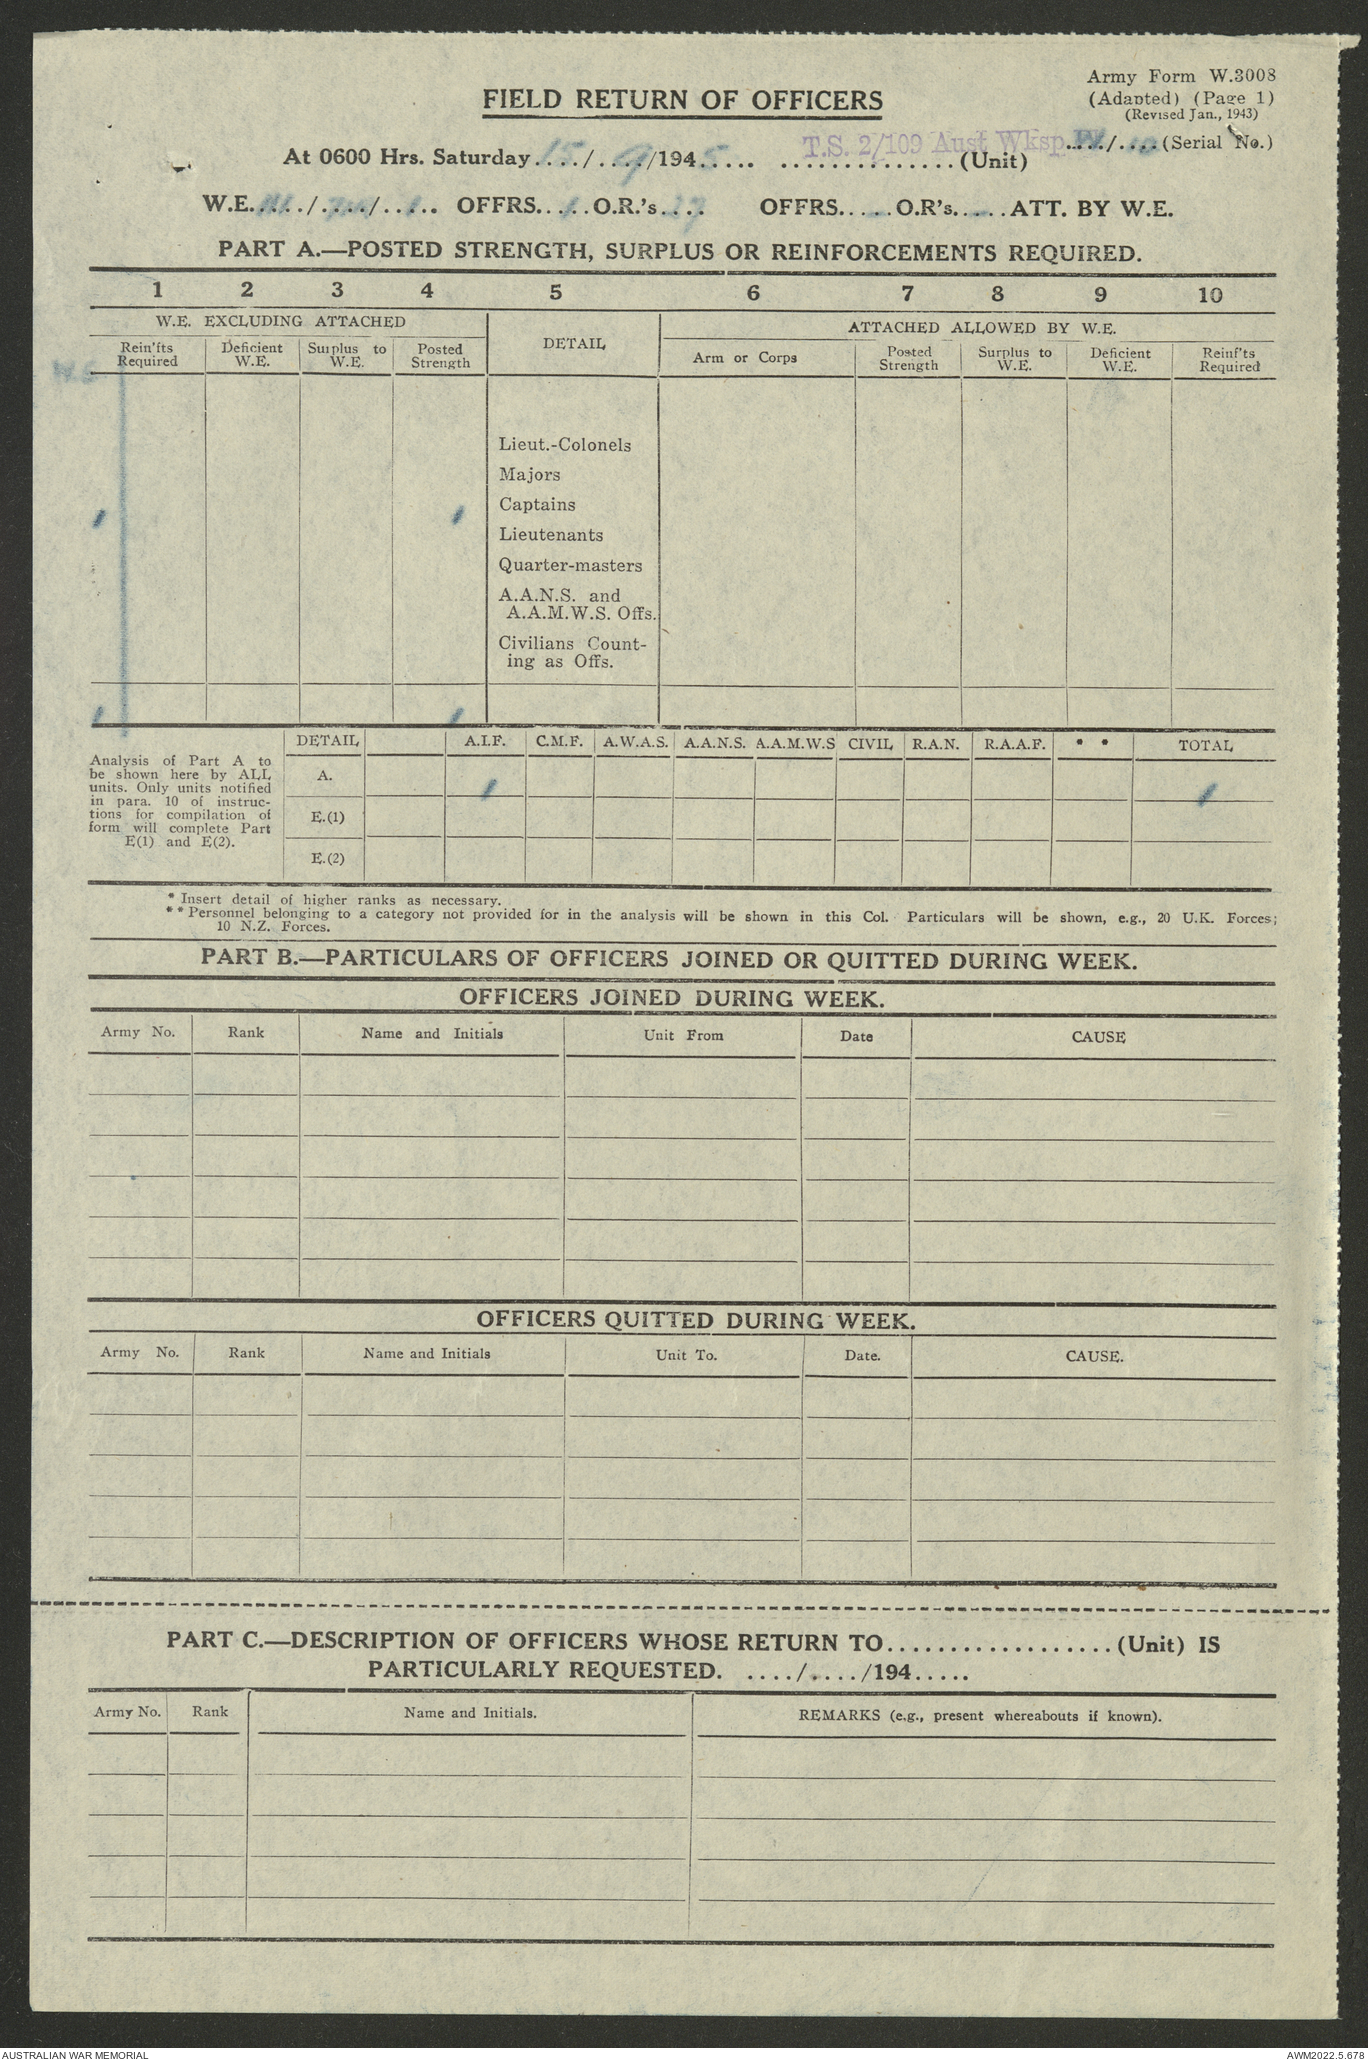 Army Form W.3008
FIELD RETURN OF OFFICERS
(Adapted) (Page 1)
(Revised Jan., 1943)
At 0600 Hrs. Saturday 15/9/1945 T.S. 2/109 Aust Wksp (Unit) /10 (Serial No.)
W.E. / / 1 OFFRS. 1 O.R.'s. 27 OFFRS. - O.R's. - ATT. BY W.E.
PART A.—POSTED STRENGTH, SURPLUS OR REINFORCEMENTS REQUIRED.
1 2 3 4 5 6 7 8 9 10
W.E. EXCLUDING ATTACHED DETAIL ATTACHED ALLOWED BY W.E.
Rein'fts Required Deficient W.E. Surplus to W.E. Posted Strength Arm or Corps Posted Strength Surplus to W.E. Deficient W.E. Reinf'ts Required
W.E
Lieut.-Colonels
Majors
1 1 Captains
Lieutenants
Quarter-masters
A.A.N.S. and
A.A.M.W.S. Offs.
Civilians Count-
ing as Offs.
1 1
DETAIL A.I.F. C.M.F. A.W.A.S. A.A.N.S. A.A.M.W.S CIVIL R.A.N. R.A.A.F. * * TOTAL
Analysis of Part A to
be shown here by ALL
units. Only units notified
in para. 10 of instruc-
tions for compilation of
form will complete Part
E(1) and E(2).
A. 1 1
E.(1)
E.(2)
* Insert detail of higher ranks as necessary.
** Personnel belonging to a category not provided for in the analysis will be shown in this Col. Particulars will be shown, e.g., 20 U.K. Forces;
10 N.Z. Forces.
PART B.—PARTICULARS OF OFFICERS JOINED OR QUITTED DURING WEEK.
OFFICERS JOINED DURING WEEK.
Army No. Rank Name and Initials Unit From Date CAUSE
OFFICERS QUITTED DURING WEEK.
Army No. Rank Name and Initials Unit To. Date. CAUSE.
PART C.—DESCRIPTION OF OFFICERS WHOSE RETURN TO..................(Unit) IS
PARTICULARLY REQUESTED. ..../..../194.....
Army No. Rank Name and Initials. REMARKS (e.g., present whereabouts if known).
AUSTRALIAN WAR MEMORIAL
AWM2022.5.678